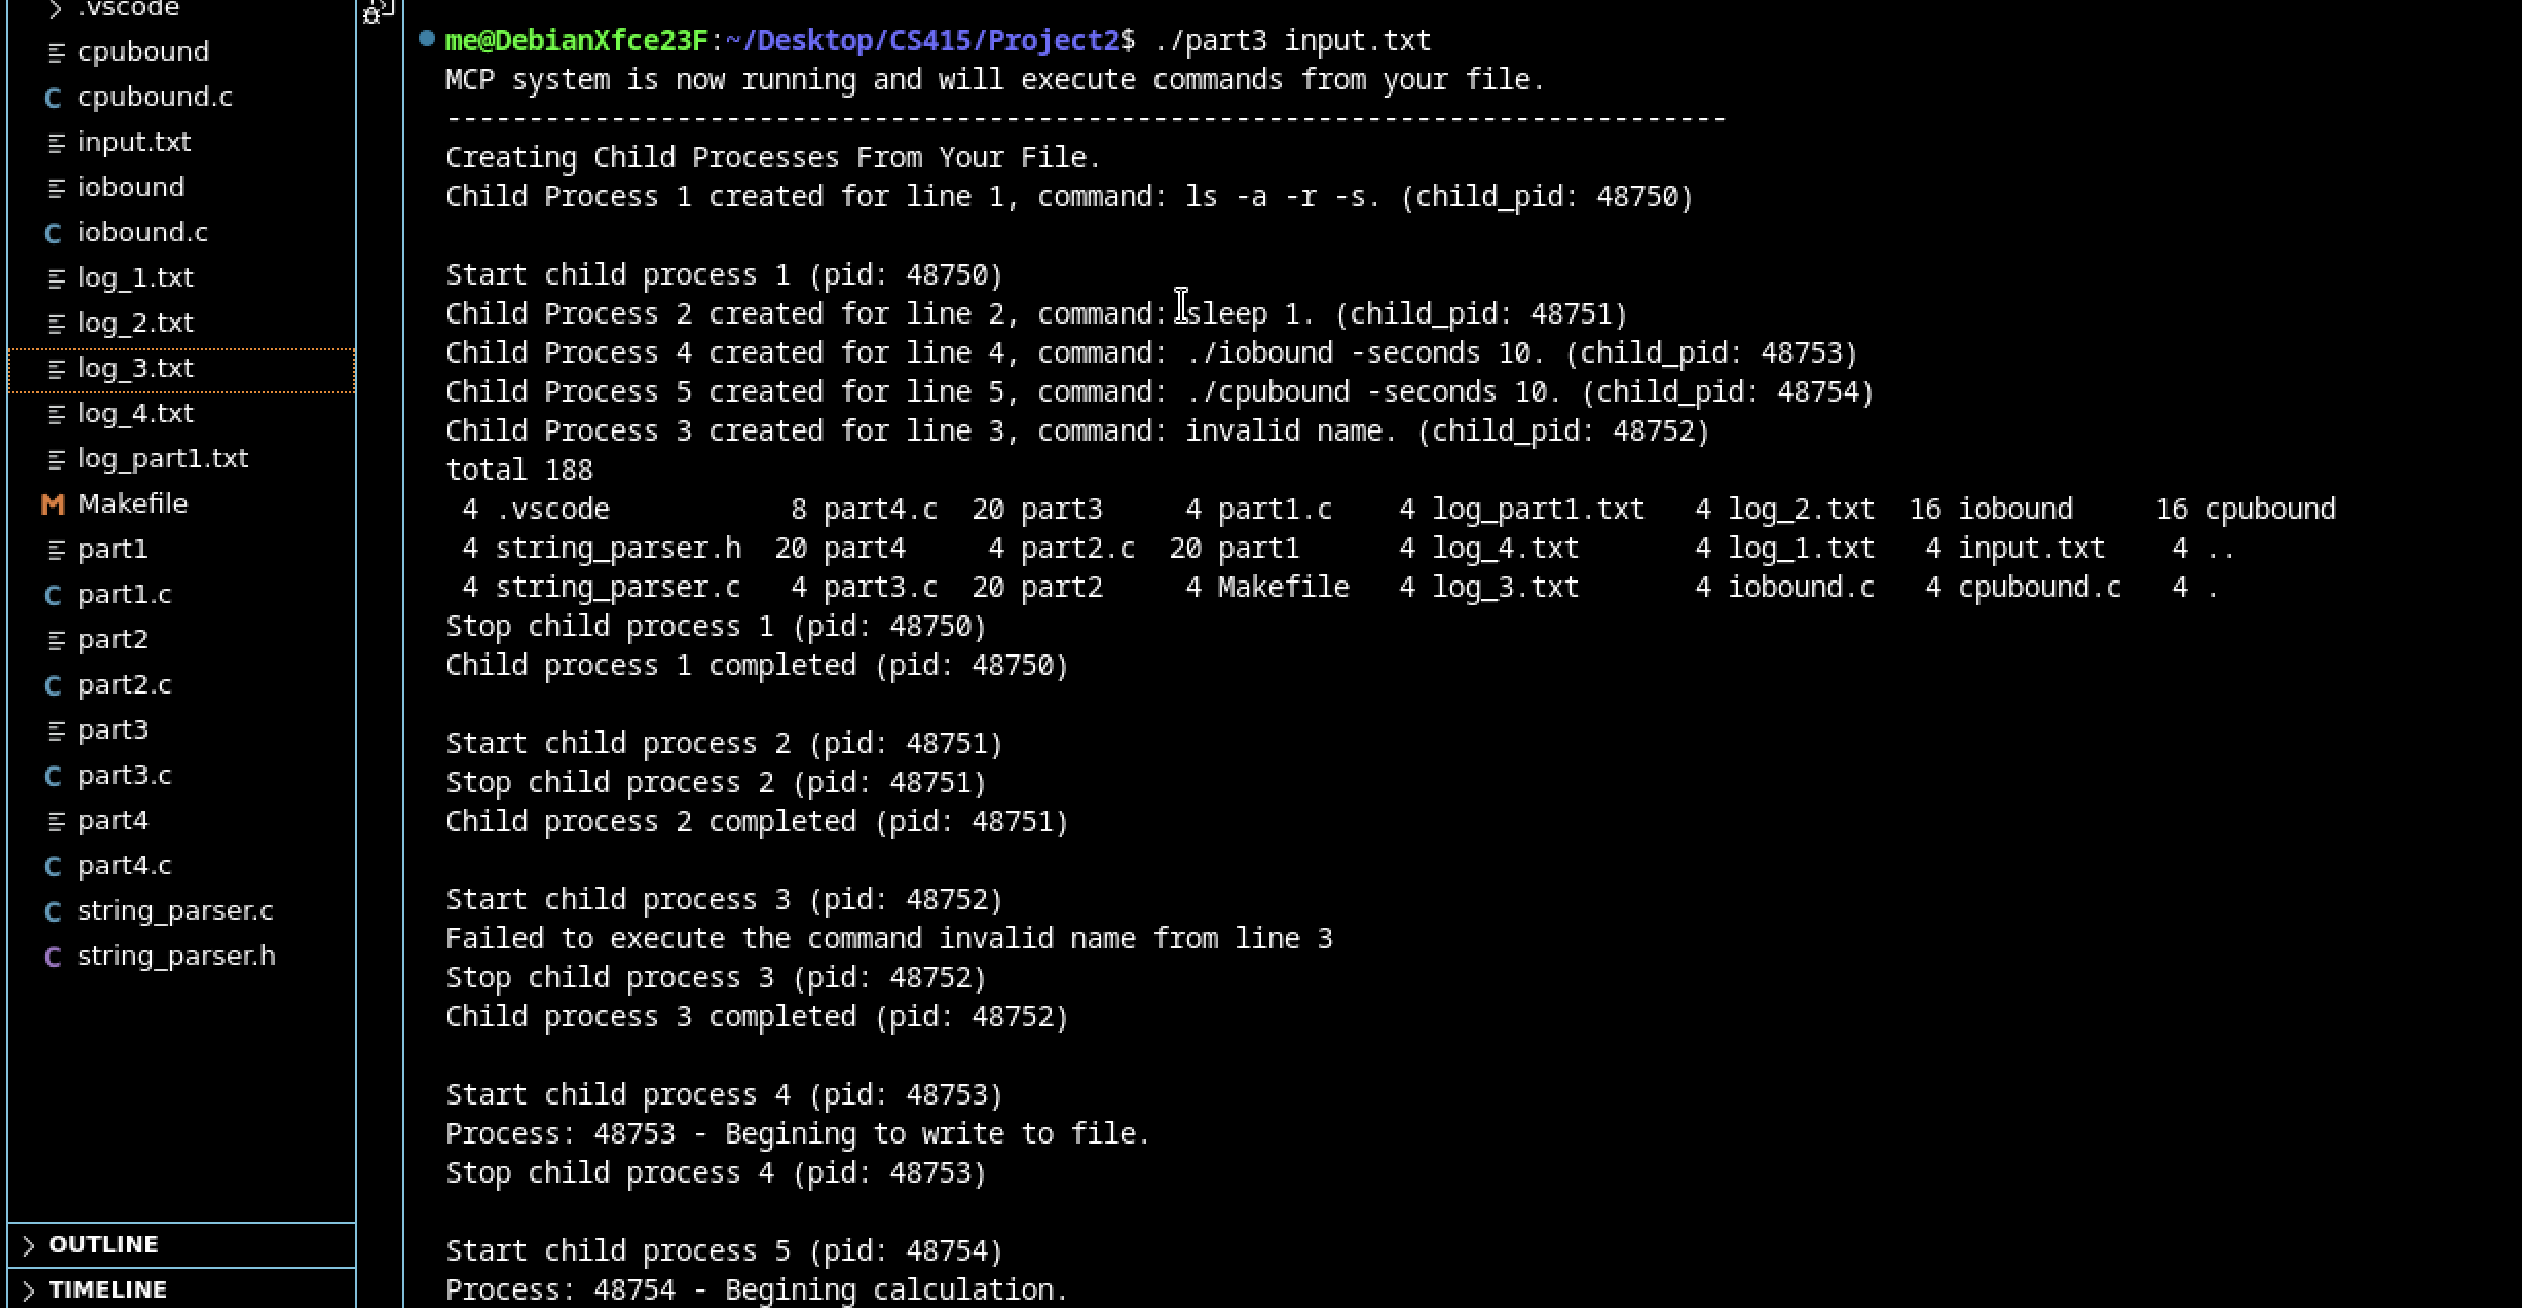 .vscode
cpubound
cpubound.c
input.txt
iobound
iobound.c
log_1.txt
log_2.txt
log_3.txt
log_4.txt
log_part1.txt
Makefile
part1
part1.c
part2
part2.c
part3
part3.c
part4
part4.c
string_parser.c
string_parser.h
OUTLINE
TIMELINE
me@DebianXfce23F:~/Desktop/CS415/Project2$ ./part3 input.txt
MCP system is now running and will execute commands from your file.
------------------------------------------------------------------------------
Creating Child Processes From Your File.
Child Process 1 created for line 1, command: ls -a -r -s. (child_pid: 48750)
Start child process 1 (pid: 48750)
Child Process 2 created for line 2, command: sleep 1. (child_pid: 48751)
Child Process 4 created for line 4, command: ./iobound -seconds 10. (child_pid: 48753)
Child Process 5 created for line 5, command: ./cpubound -seconds 10. (child_pid: 48754)
Child Process 3 created for line 3, command: invalid name. (child_pid: 48752)
total 188
4 .vscode 8 part4.c 20 part3 4 part1.c 4 log_part1.txt 4 log_2.txt 16 iobound 16 cpubound
4 string_parser.h 20 part4 4 part2.c 20 part1 4 log_4.txt 4 log_1.txt 4 input.txt 4 ..
4 string_parser.c 4 part3.c 20 part2 4 Makefile 4 log_3.txt 4 iobound.c 4 cpubound.c 4 .
Stop child process 1 (pid: 48750)
Child process 1 completed (pid: 48750)
Start child process 2 (pid: 48751)
Stop child process 2 (pid: 48751)
Child process 2 completed (pid: 48751)
Start child process 3 (pid: 48752)
Failed to execute the command invalid name from line 3
Stop child process 3 (pid: 48752)
Child process 3 completed (pid: 48752)
Start child process 4 (pid: 48753)
Process: 48753 - Begining to write to file.
Stop child process 4 (pid: 48753)
Start child process 5 (pid: 48754)
Process: 48754 - Begining calculation.